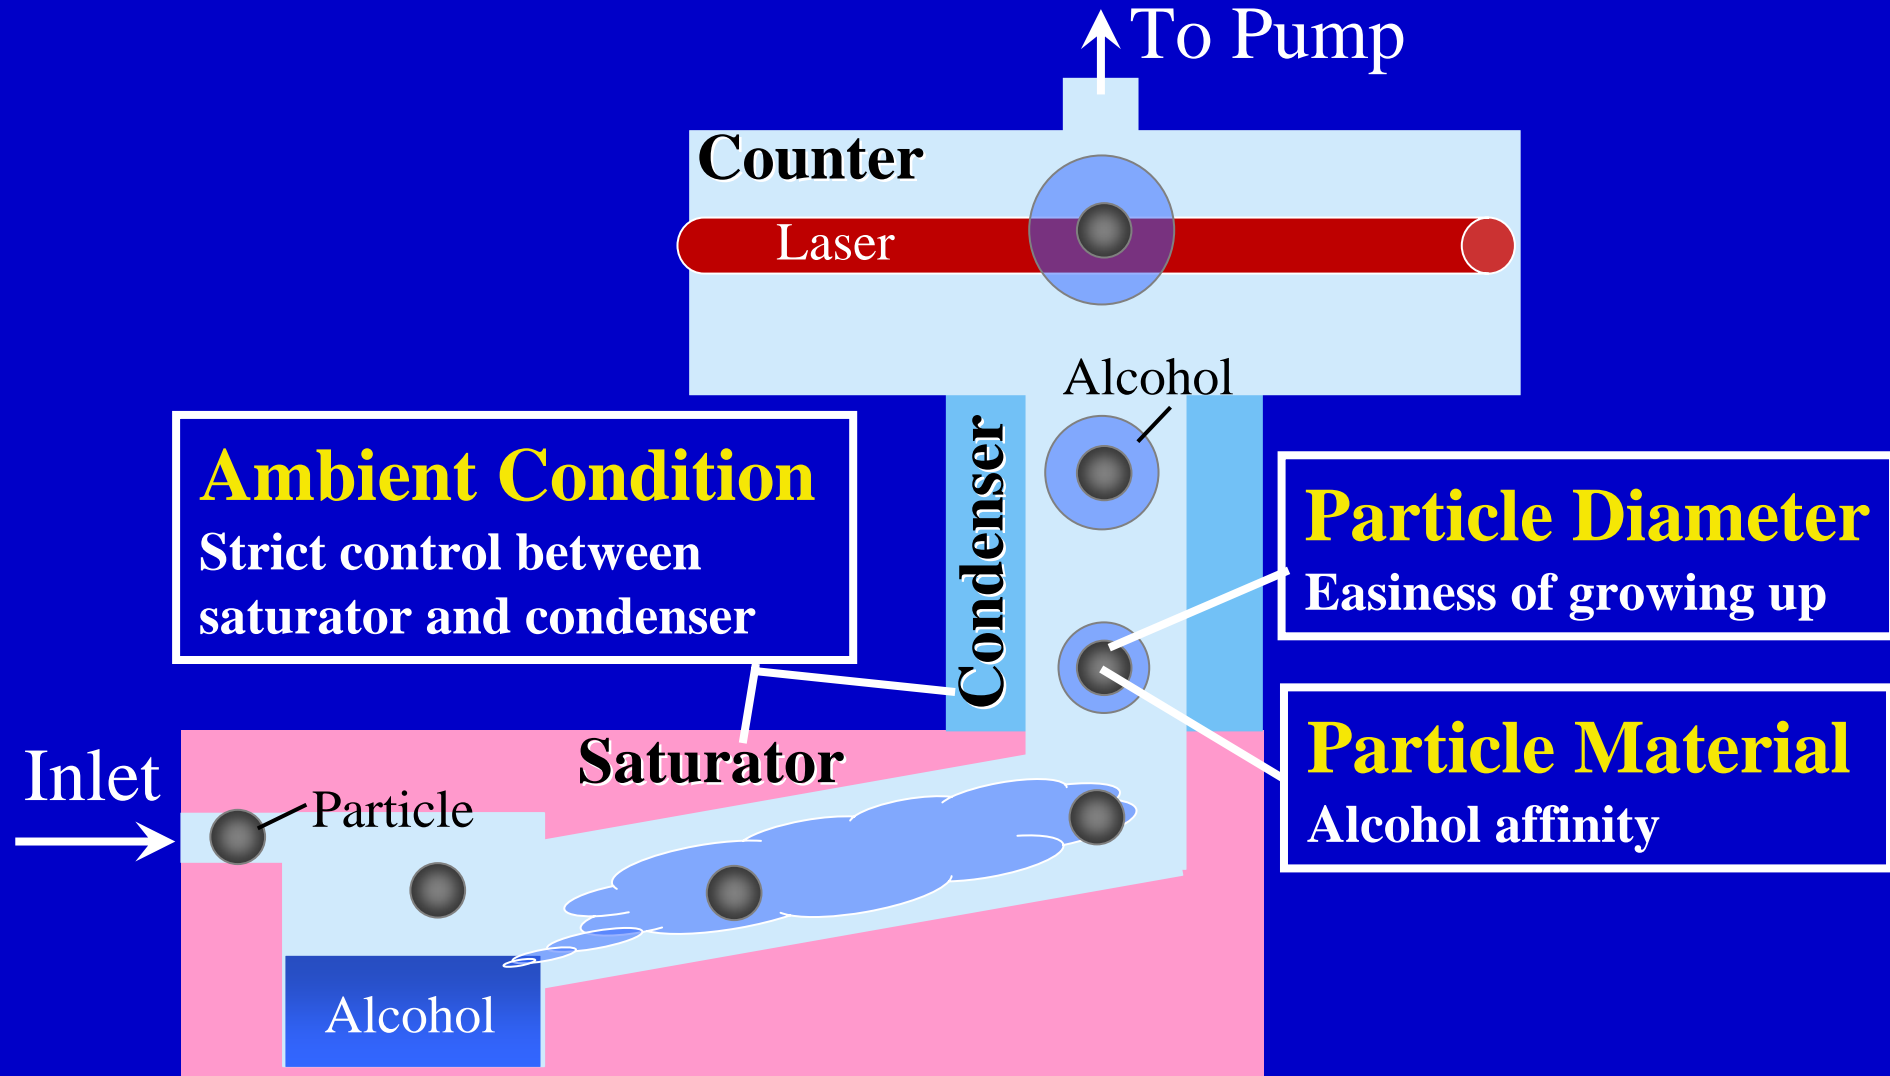 To Pump
Counter
Laser
Alcohol
Condenser
Ambient Condition
Strict control between
saturator and condenser
Particle Diameter
Easiness of growing up
Particle Material
Alcohol affinity
Saturator
Inlet
Particle
Alcohol